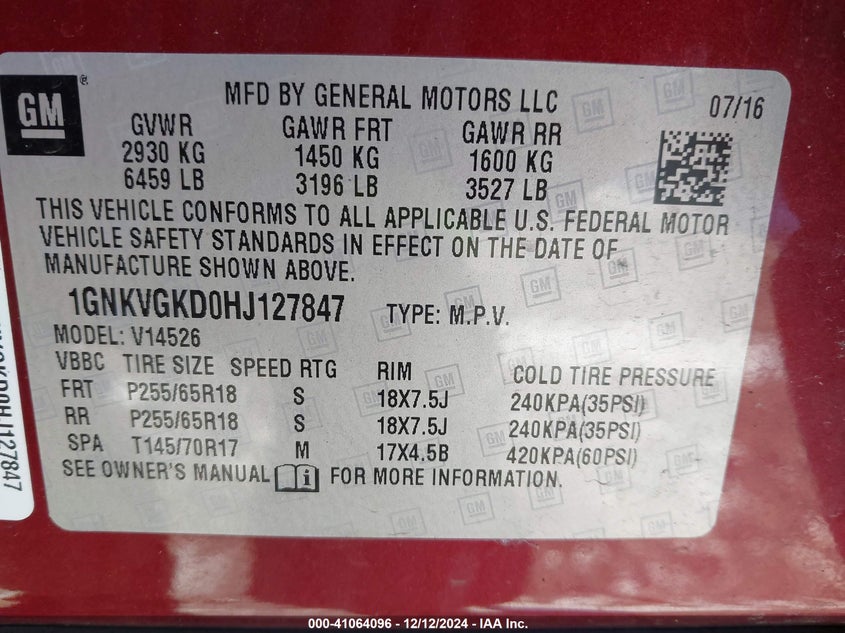 GM ®
MFD BY GENERAL MOTORS LLC 07/16
GVWR GAWR FRT GAWR RR
2930 KG 1450 KG 1600 KG
6459 LB 3196 LB 3527 LB
THIS VEHICLE CONFORMS TO ALL APPLICABLE U.S. FEDERAL MOTOR
VEHICLE SAFETY STANDARDS IN EFFECT ON THE DATE OF
MANUFACTURE SHOWN ABOVE.
1GNKVGKD0HJ127847 TYPE: M.P.V.
MODEL: V14526
VBBC TIRE SIZE SPEED RTG RIM COLD TIRE PRESSURE
FRT P255/65R18 S 18X7.5J 240KPA(35PSI)
RR P255/65R18 S 18X7.5J 240KPA(35PSI)
SPA T145/70R17 M 17X4.5B 420KPA(60PSI)
SEE OWNER'S MANUAL FOR MORE INFORMATION.
000-41064096 - 12/12/2024 - IAA Inc.